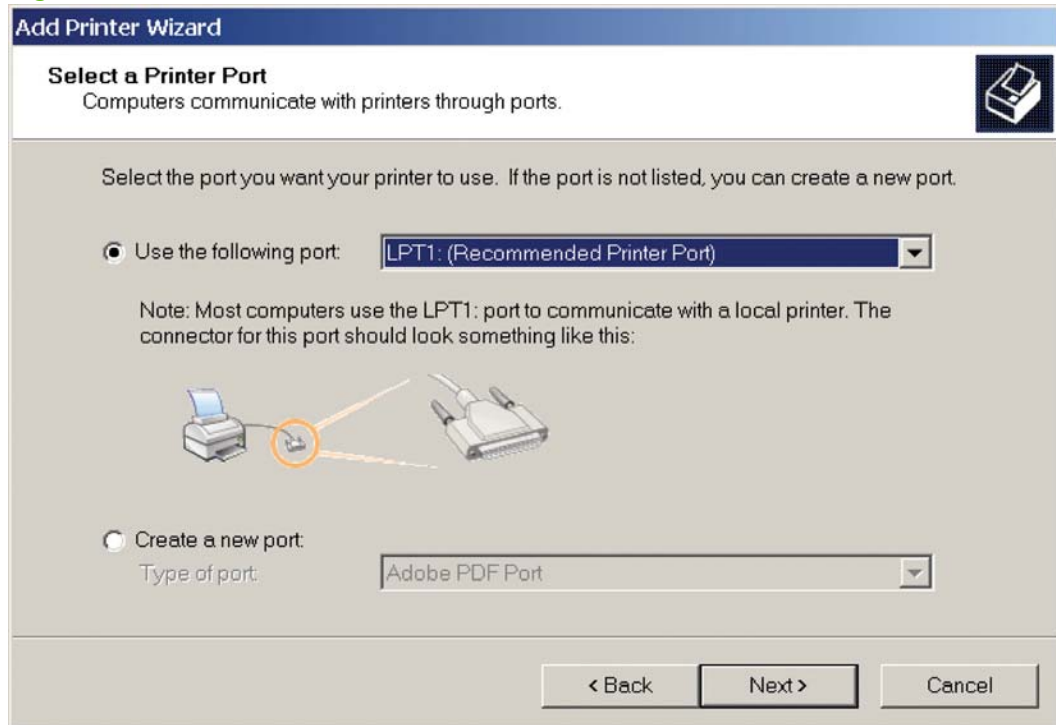 Add Printer Wizard
Select a Printer Port
Computers communicate with printers through ports.
Select the port you want your printer to use. If the port is not listed, you can create a new port.
Use the following port: LPT1: (Recommended Printer Port)
Note: Most computers use the LPT1: port to communicate with a local printer. The
connector for this port should look something like this:
Create a new port:
Type of port: Adobe PDF Port
< Back Next > Cancel